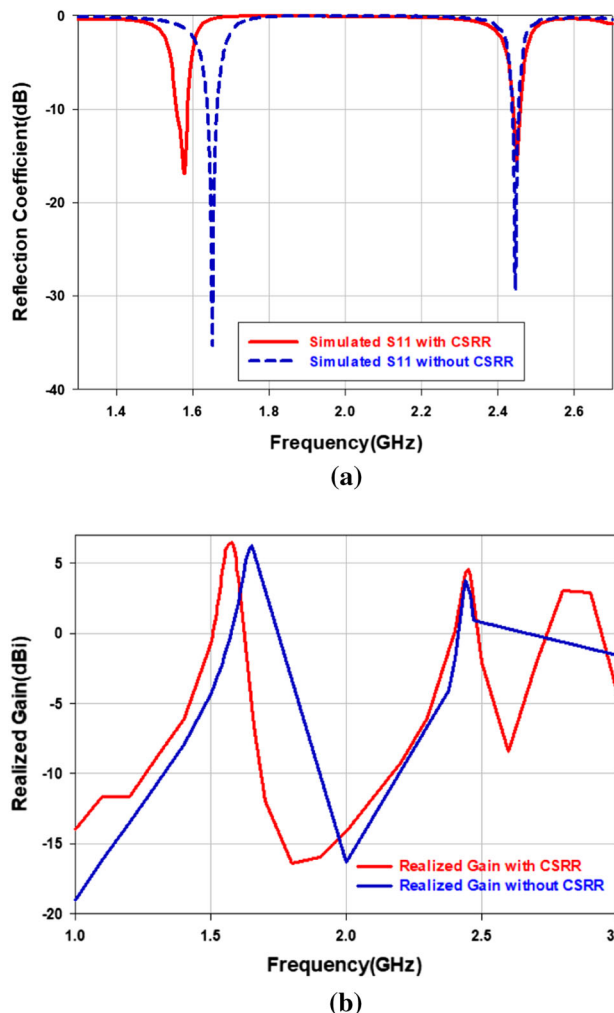 0
-10
-20
-30
-40
Reflection Coefficient(dB)
Simulated S11 with CSRR
Simulated S11 without CSRR
1.4 1.6 1.8 2.0 2.2 2.4 2.6
Frequency(GHz)
(a)
5
0
-5
-10
-15
-20
Realized Gain(dBi)
Realized Gain with CSRR
Realized Gain without CSRR
1.0 1.5 2.0 2.5
Frequency(GHz)
(b)